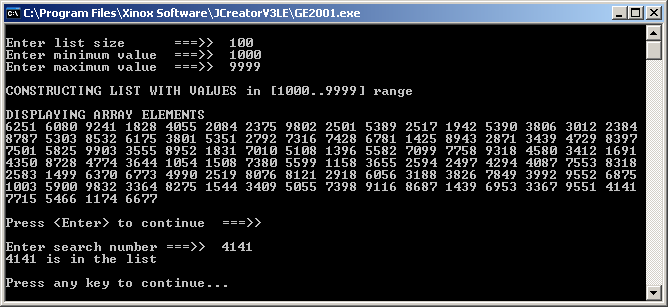 C:\Program Files\Xinox Software\JCreatorV3LE\GE2001.exe
Enter list size       ===>>  100
Enter minimum value  ===>>  1000
Enter maximum value  ===>>  9999
CONSTRUCTING LIST WITH VALUES in [1000..9999] range
DISPLAYING ARRAY ELEMENTS
6251 6080 9241 1828 4055 2084 2375 9802 2501 5389 2517 1942 5390 3806 3012 2384
8787 5303 8532 6175 3801 5351 2792 7316 7428 6781 1425 8943 2871 3439 4729 8397
7501 5825 9903 3555 8952 1831 7010 5108 1396 5582 7099 7758 9318 4580 3412 1691
4350 8728 4774 3644 1054 1508 7380 5599 1158 3655 2594 2497 4294 4087 7553 8318
2583 1499 6370 6773 4990 2519 8076 8121 2918 6056 3188 3826 7849 3992 9552 6875
1003 5900 9832 3364 8275 1544 3409 5055 7398 9116 8687 1439 6953 3367 9551 4141
7715 5466 1174 6677
Press <Enter> to continue  ===>>
Enter search number ===>>  4141
4141 is in the list
Press any key to continue...